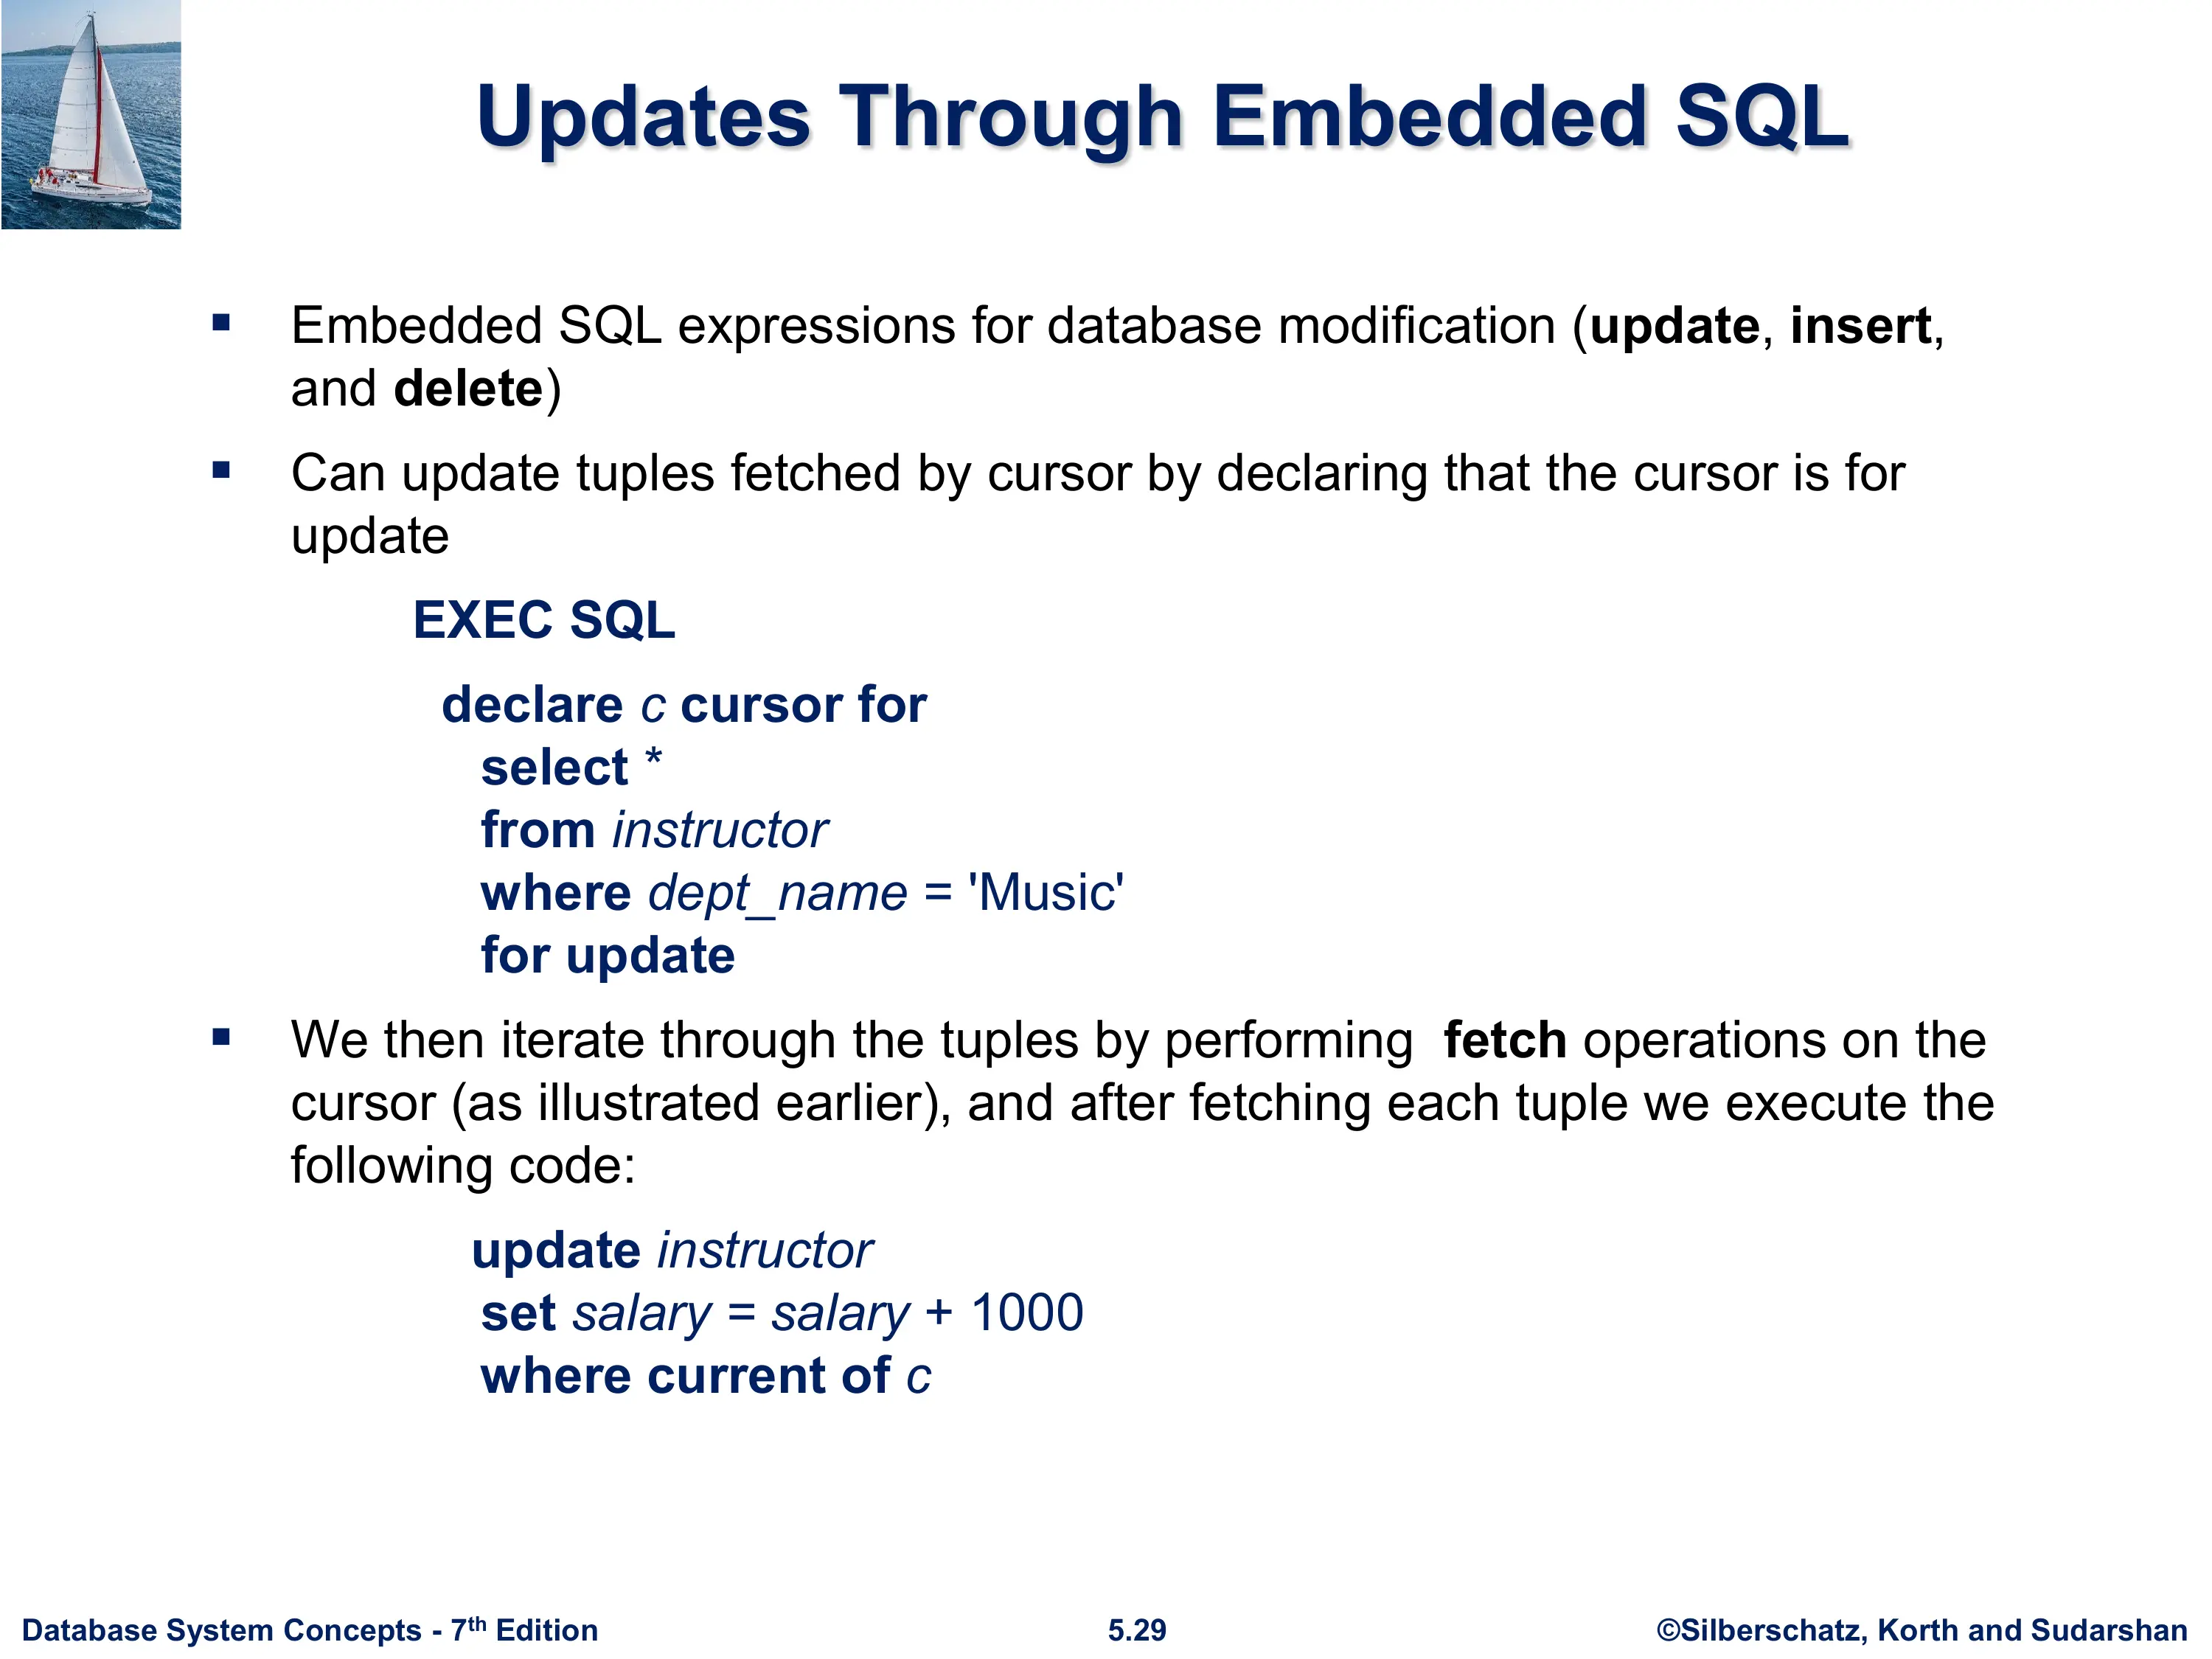 Updates Through Embedded SQL
▪ Embedded SQL expressions for database modification (update, insert,
and delete)
▪ Can update tuples fetched by cursor by declaring that the cursor is for
update
EXEC SQL
declare c cursor for
select *
from instructor
where dept_name = 'Music'
for update
▪ We then iterate through the tuples by performing  fetch operations on the
cursor (as illustrated earlier), and after fetching each tuple we execute the
following code:
update instructor
set salary = salary + 1000
where current of c
Database System Concepts - 7th Edition
5.29
©Silberschatz, Korth and Sudarshan